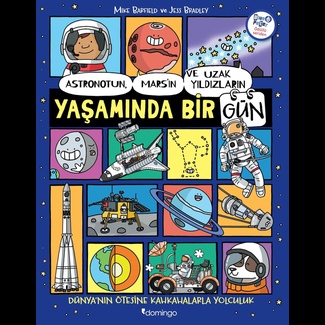 MIKE BARFIELD VE JESS BRADLEY
ASTRONOTUN, MARS'IN VE UZAK YILDIZLARIN
YAŞAMINDA BİR GÜN
DÜNYA'NIN ÖTESİNE KAHKAHALARLA YOLCULUK
domingo